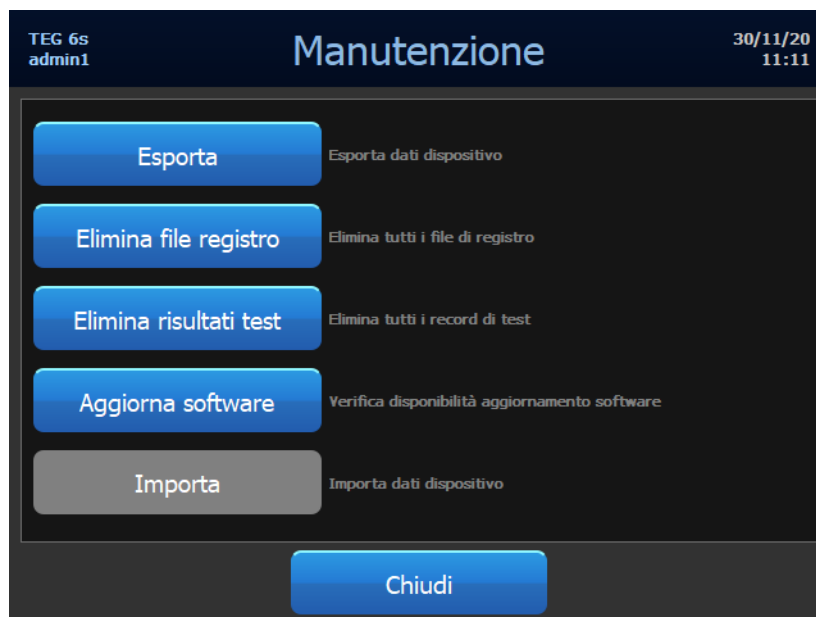 TEG 6s
admin1
Manutenzione
30/11/20
11:11
Esporta
Esporta dati dispositivo
Elimina file registro
Elimina tutti i file di registro
Elimina risultati test
Elimina tutti i record di test
Aggiorna software
Verifica disponibilità aggiornamento software
Importa
Importa dati dispositivo
Chiudi